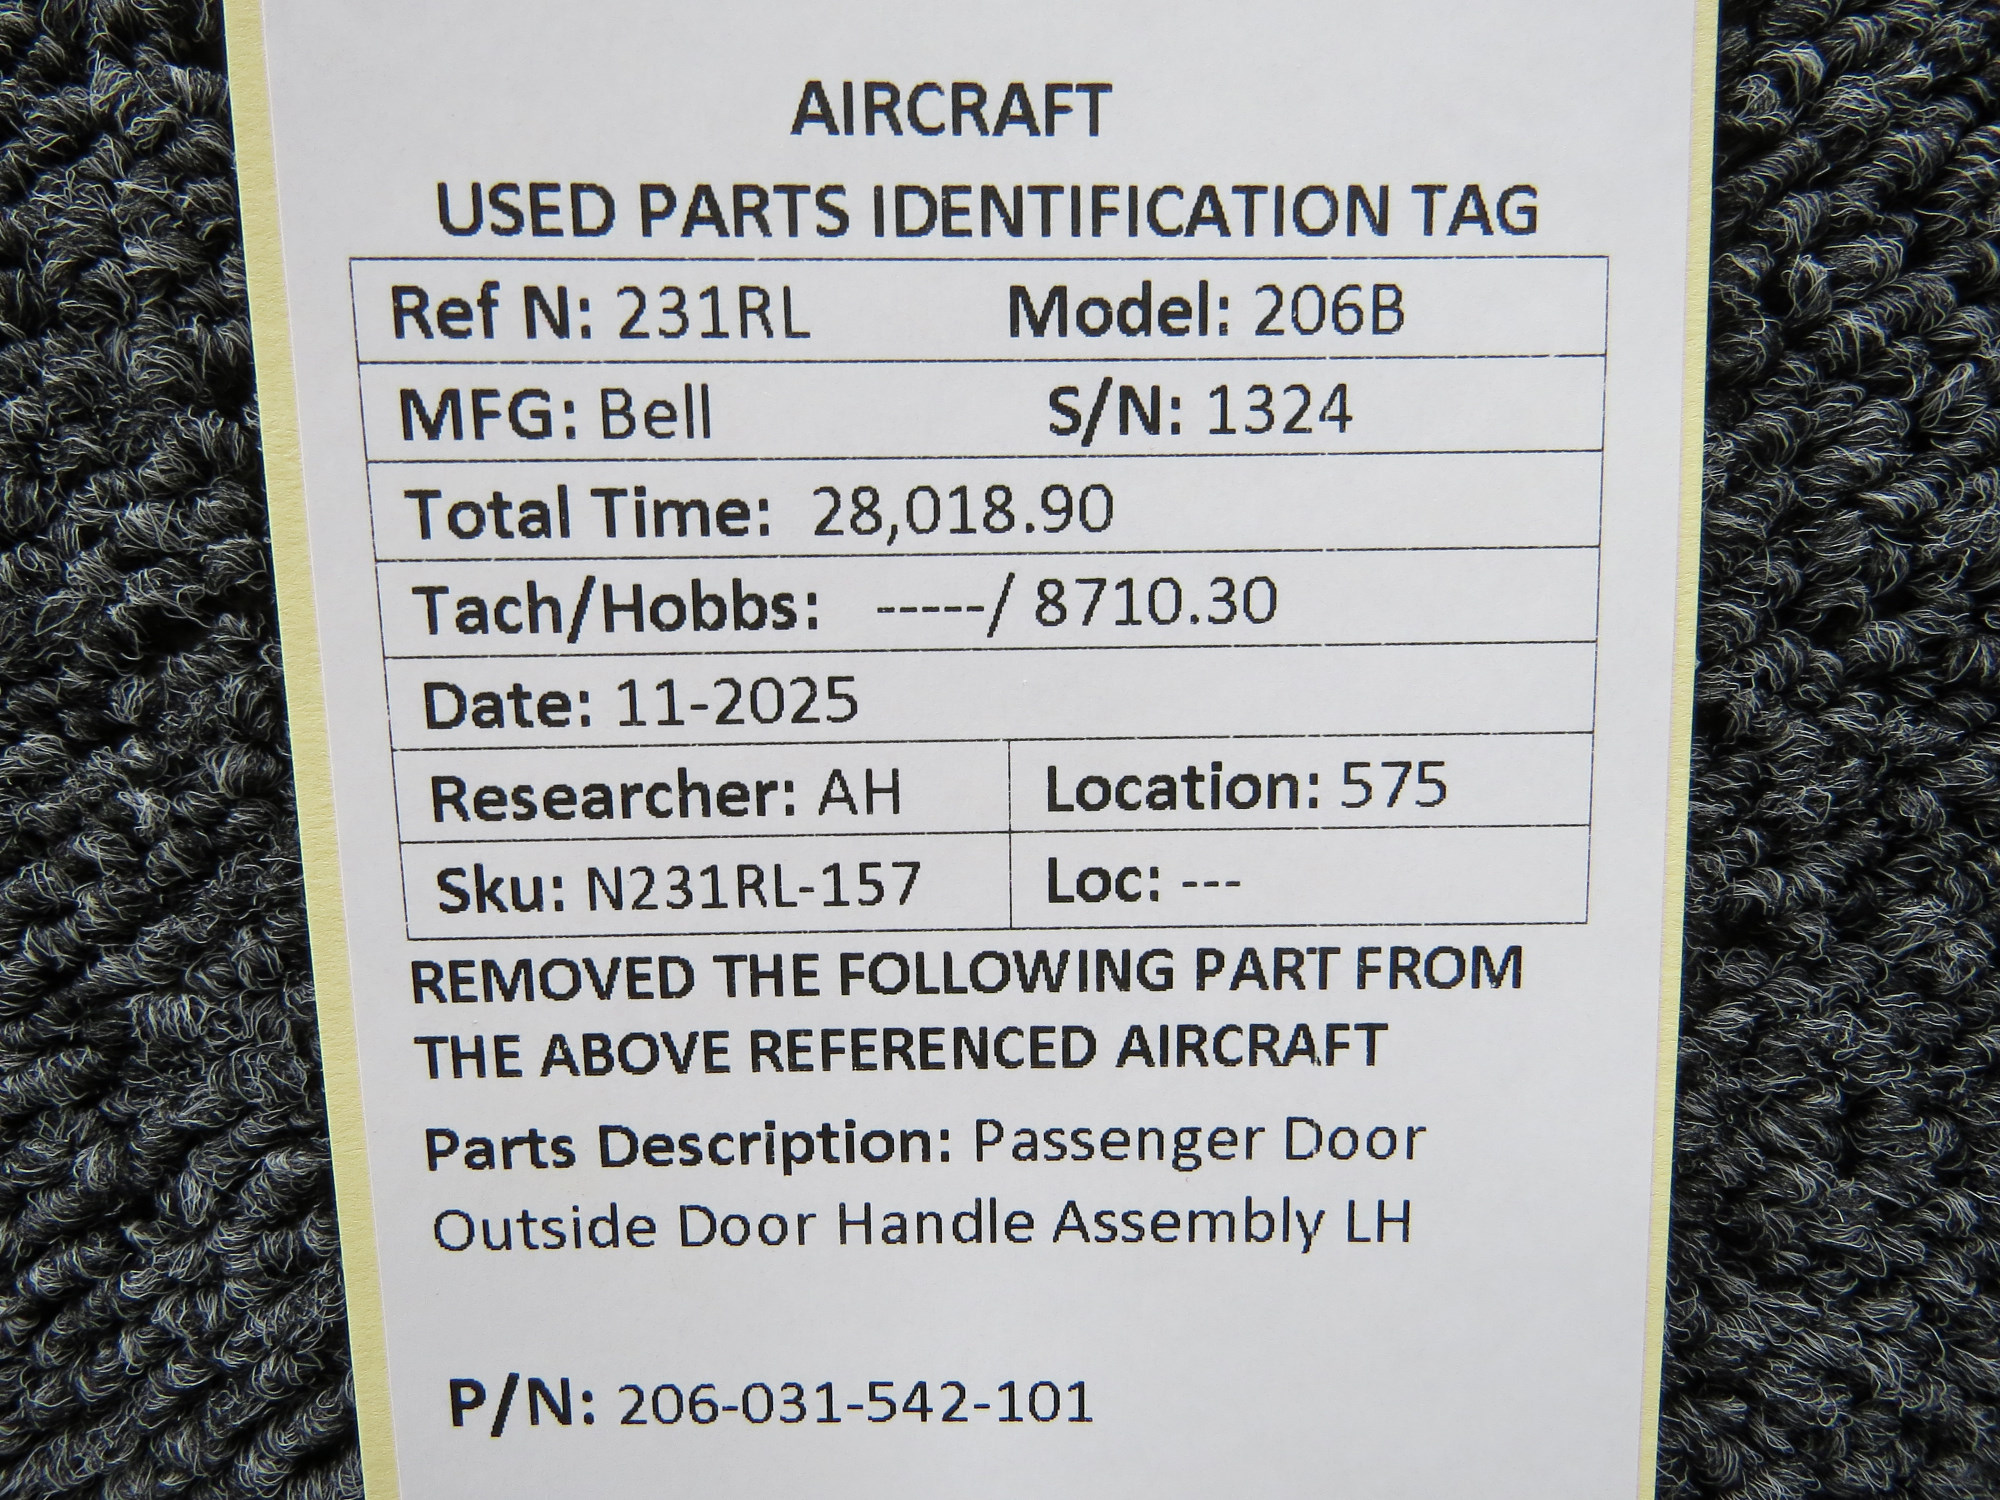 AIRCRAFT
USED PARTS IDENTIFICATION TAG
Ref N: 231RL Model: 206B
MFG: Bell S/N: 1324
Total Time: 28,018.90
Tach/Hobbs: -----/ 8710.30
Date: 11-2025
Researcher: AH Location: 575
Sku: N231RL-157 Loc: ---
REMOVED THE FOLLOWING PART FROM
THE ABOVE REFERENCED AIRCRAFT
Parts Description: Passenger Door
Outside Door Handle Assembly LH
P/N: 206-031-542-101